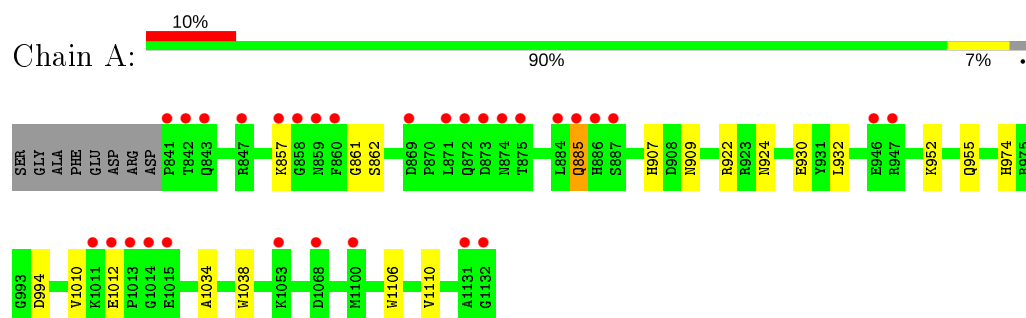 10%
Chain A:
90%
7%
•
SER GLY ALA PHE GLU ASP ARG ASP P841 T842 Q843 R847 K857 G858 N859 F860 G861 S862 D869 P870 L871 Q872 D873 N874 T875 L884 Q885 H886 S887 H907 D908 N909 R922 R923 N924 E930 Y931 L932 E946 R947 K952 Q955 H974
G993 D994 V1010 K1011 E1012 P1013 G1014 E1015 A1034 W1038 K1053 D1068 M1100 W1106 V1110 A1131 G1132